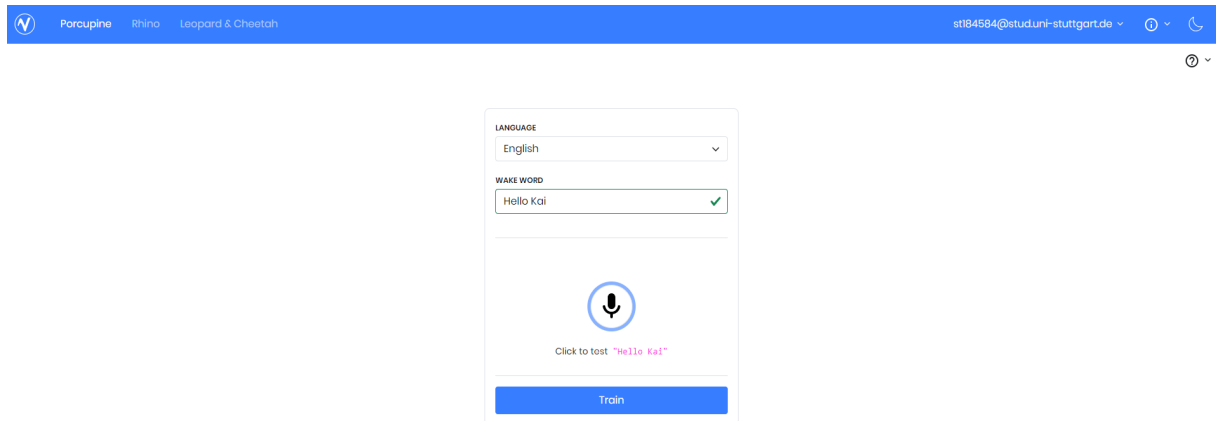 Porcupine Rhino Leopard & Cheetah st184584@stud.uni-stuttgart.de
LANGUAGE
English
WAKE WORD
Hello Kai
Click to test "Hello Kai"
Train